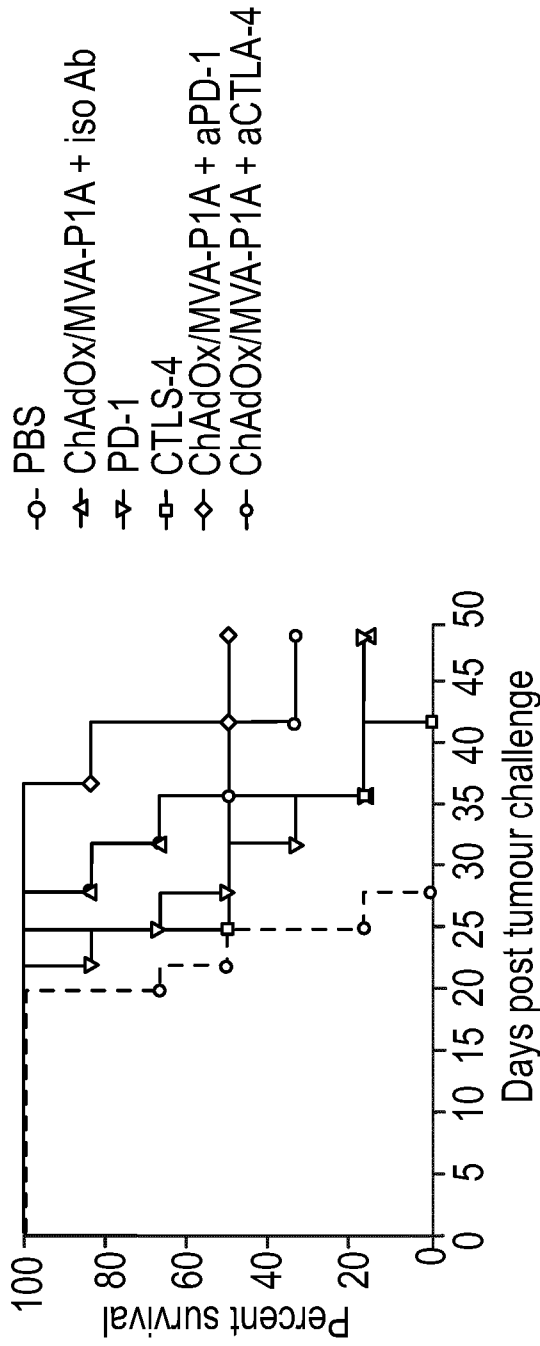 Percent survival
100
80
60
40
20
0
0 5 10 15 20 25 30 35 40 45 50
Days post tumour challenge
PBS
ChAdOx/MVA-P1A + iso Ab
PD-1
CTLS-4
ChAdOx/MVA-P1A + aPD-1
ChAdOx/MVA-P1A + aCTLA-4